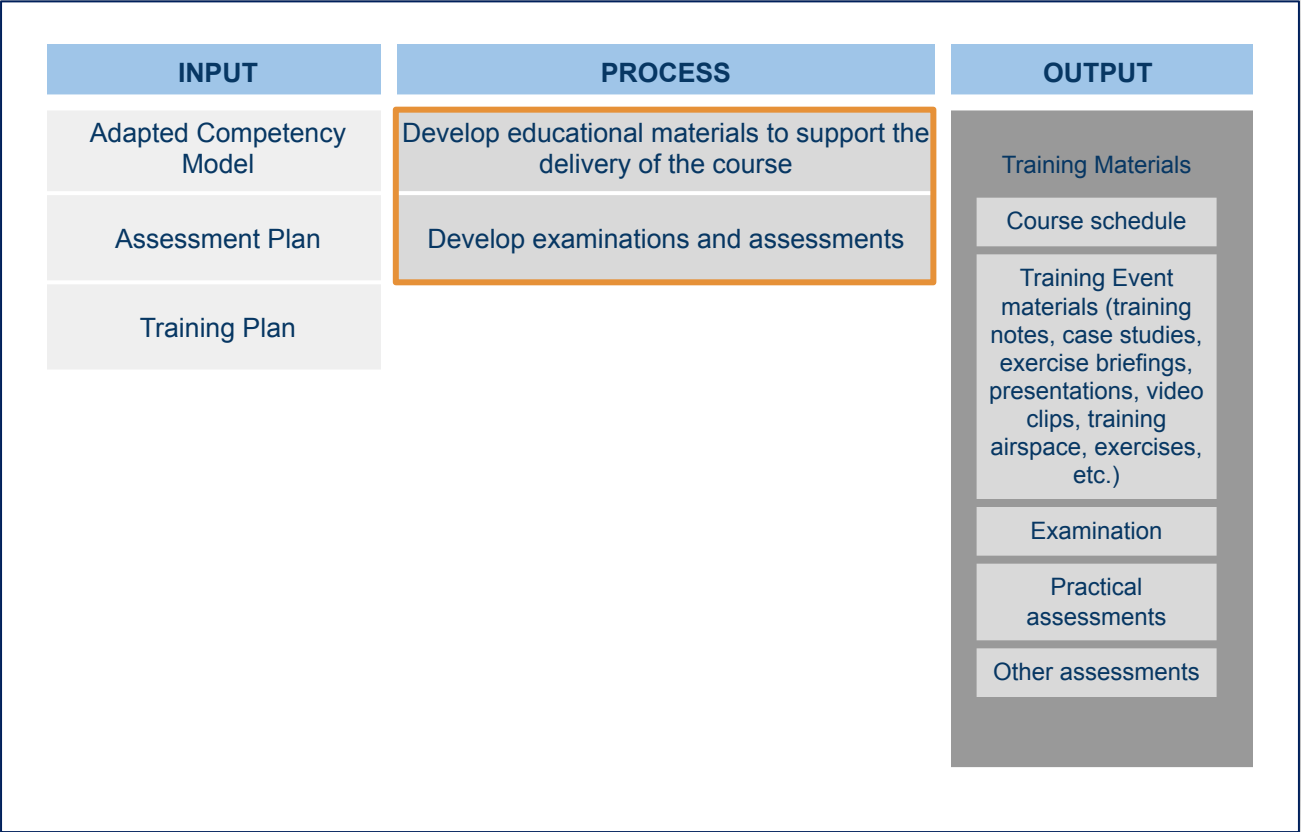 INPUT
Adapted Competency
Model
Assessment Plan
Training Plan
PROCESS
Develop educational materials to support the
delivery of the course
Develop examinations and assessments
OUTPUT
Training Materials
Course schedule
Training Event
materials (training
notes, case studies,
exercise briefings,
presentations, video
clips, training
airspace, exercises,
etc.)
Examination
Practical
assessments
Other assessments